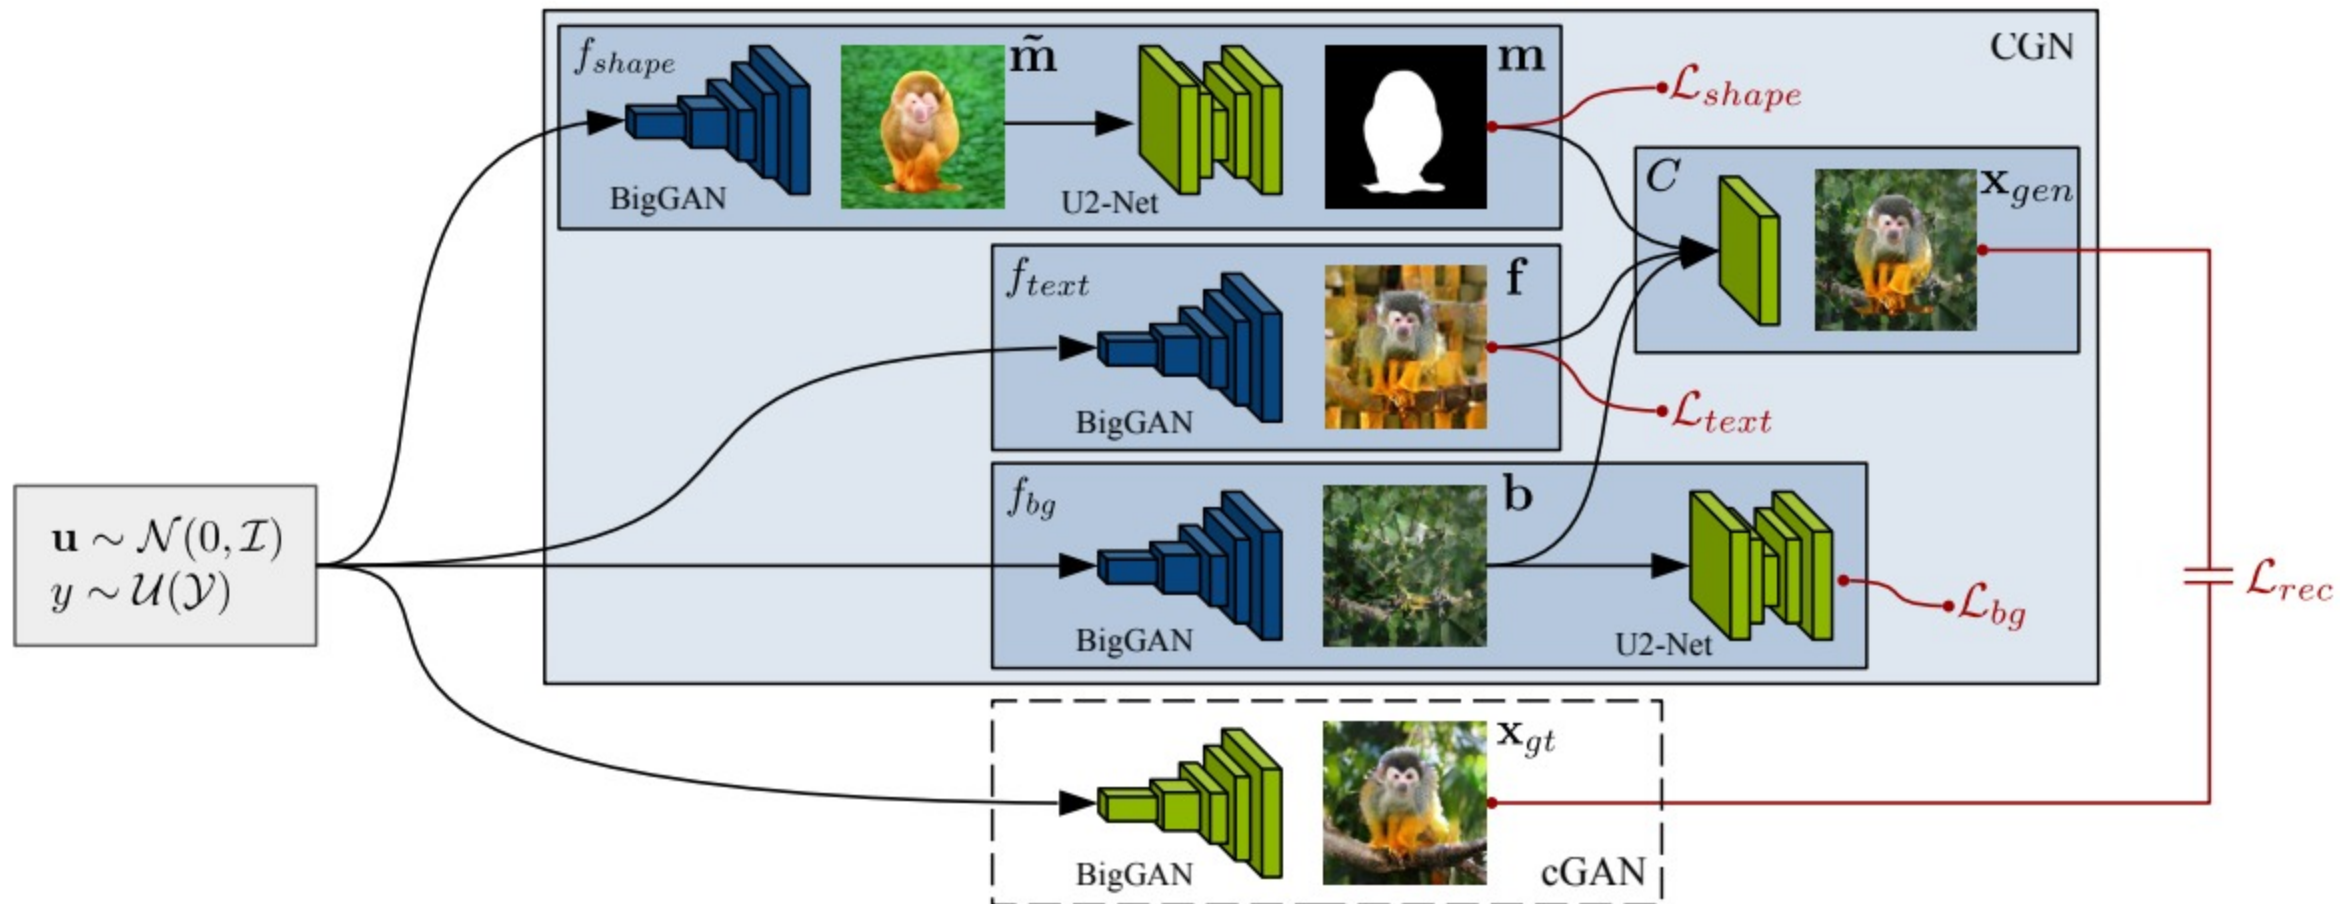 CGN
f_shape
m̃
m
BigGAN
U2-Net
ℒ_shape
C
x_gen
f_text
f
BigGAN
ℒ_text
f_bg
b
BigGAN
U2-Net
ℒ_bg
u ∼ 𝒩(0, ℐ)
y ∼ 𝒰(𝒴)
ℒ_rec
x_gt
BigGAN
cGAN